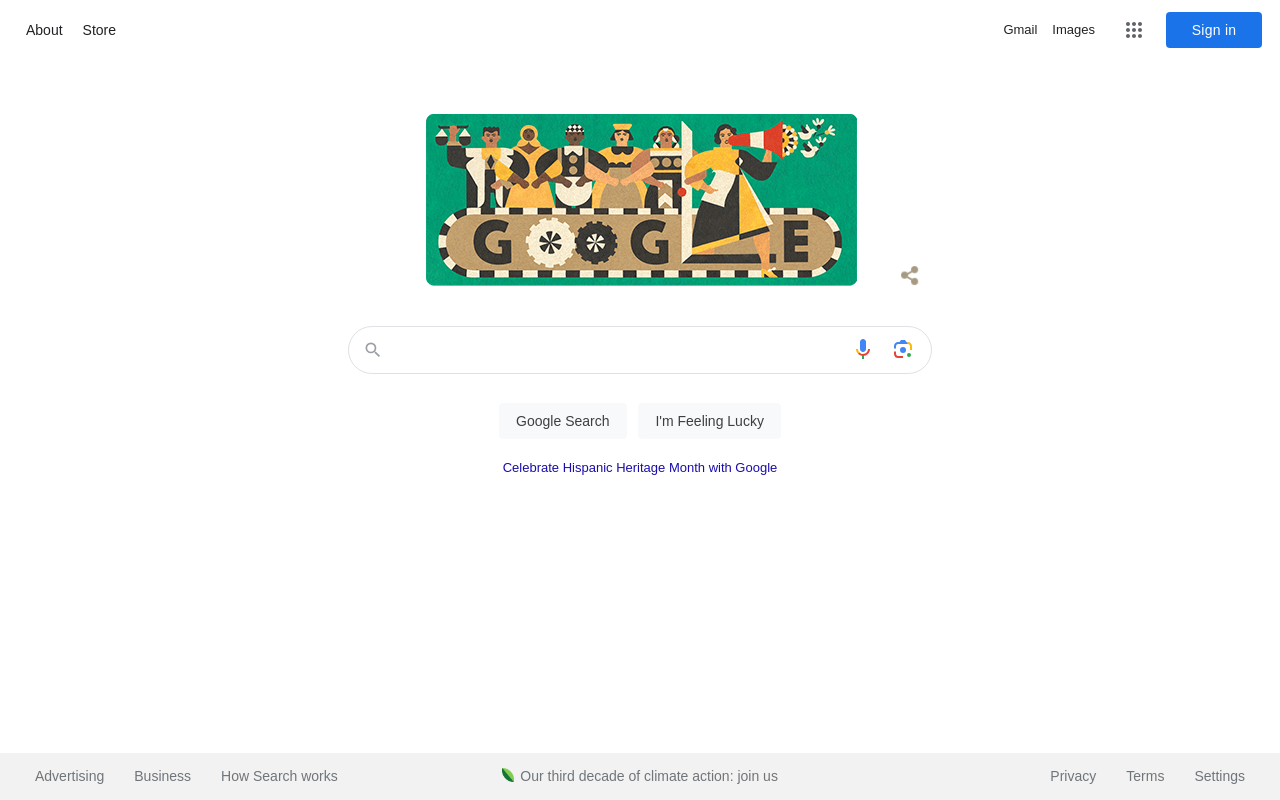 About Store
Gmail Images Sign in
GOOGLE
Google Search I'm Feeling Lucky
Celebrate Hispanic Heritage Month with Google
Advertising Business How Search works Our third decade of climate action: join us Privacy Terms Settings